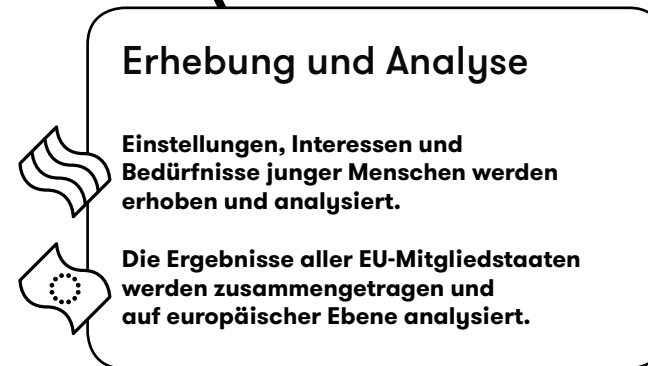 Erhebung und Analyse
Einstellungen, Interessen und
Bedürfnisse junger Menschen werden
erhoben und analysiert.
Die Ergebnisse aller EU-Mitgliedstaaten
werden zusammengetragen und
auf europäischer Ebene analysiert.